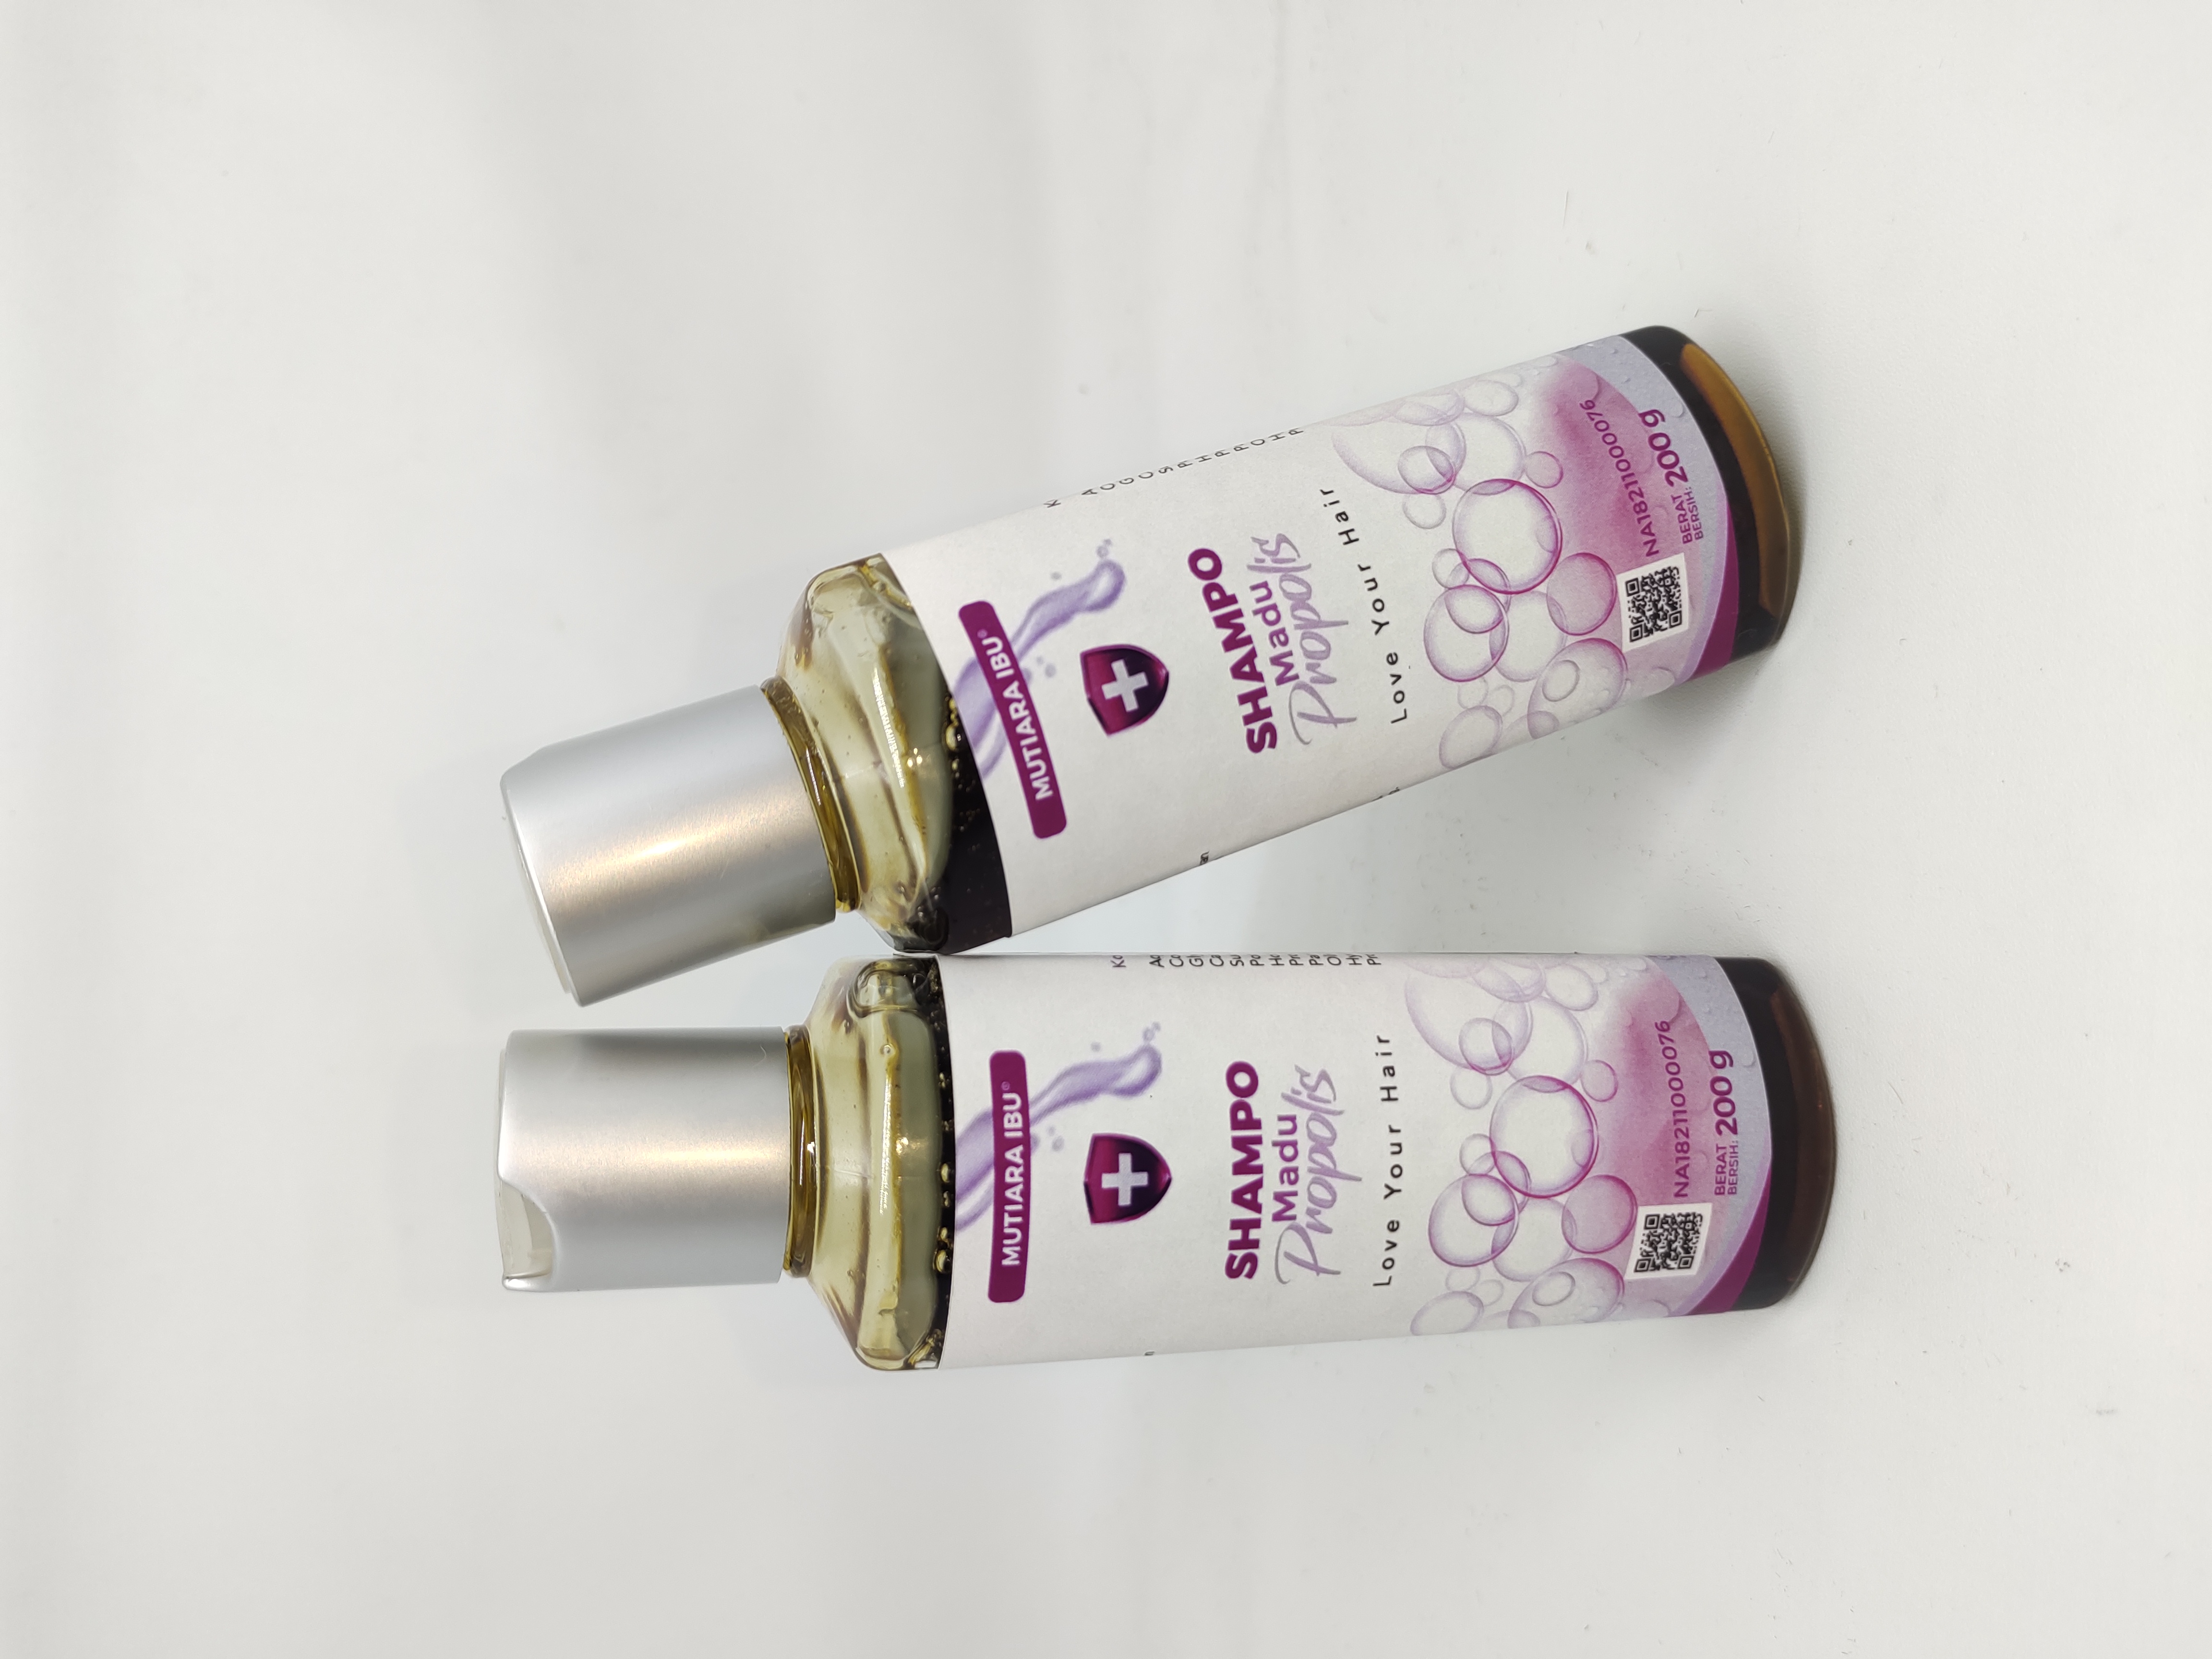 MUTIARA IBU®
SHAMPO
Madu
Propolis
Love Your Hair
NA18211000076
BERAT
BERSIH: 200 g
MUTIARA IBU®
SHAMPO
Madu
Propolis
Love Your Hair
NA18211000076
BERAT
BERSIH: 200 g